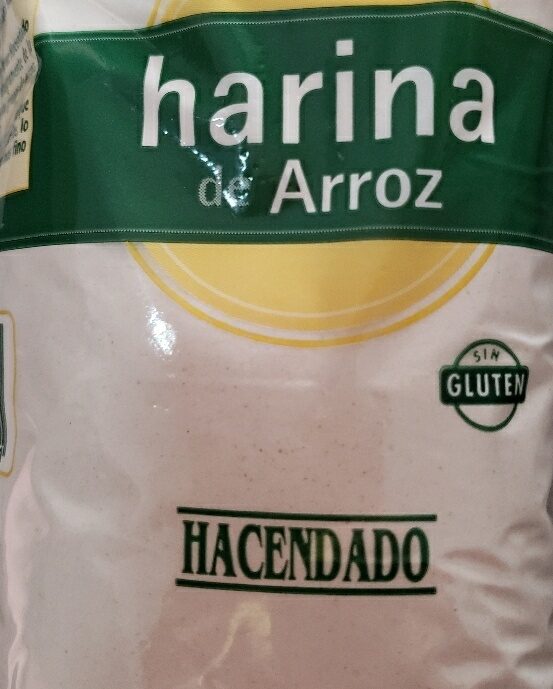 harina
de Arroz
SIN
GLUTEN
HACENDADO